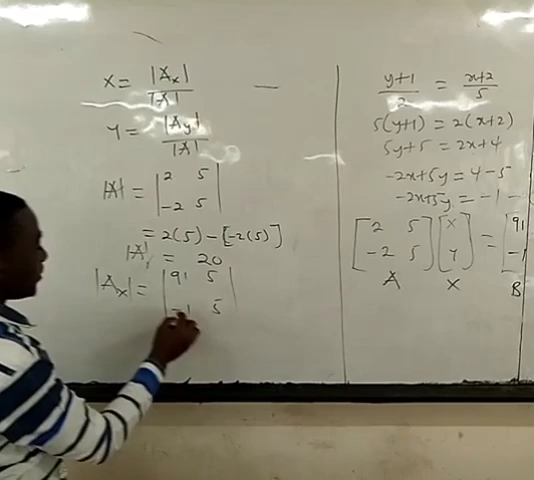 X = |Ax| / |A|
Y = |Ay| / |A|
|A| = | 2 5 |
| -2 5 |
= 2(5) - [-2(5)]
|A| = 20
|Ax| = | 91 5 |
| -1 5 |
y+1 / 2 = x+2 / 5
5(y+1) = 2(x+2)
5y+5 = 2x+4
-2x+5y = 4-5
-2x+5y = -1 -
[ 2 5 ] [ x ] = [ 91
[ -2 5 ] [ y ] [ -1
A X B